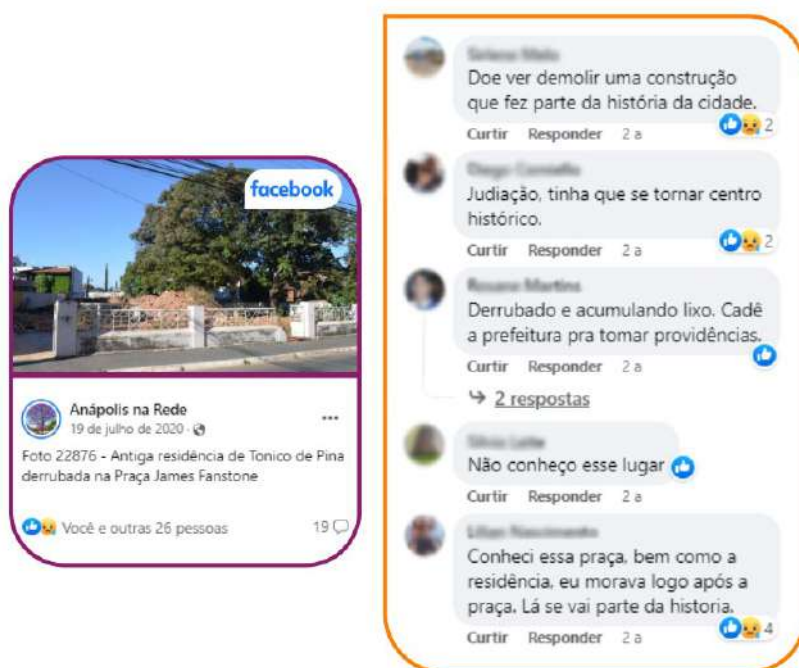 facebook
Anápolis na Rede
19 de julho de 2020 ·
Foto 22876 - Antiga residência de Tonico de Pina
derrubada na Praça James Fanstone
Você e outras 26 pessoas
19
Doe ver demolir uma construção
que fez parte da história da cidade.
2
Curtir Responder 2 a
Judiação, tinha que se tornar centro
histórico.
2
Curtir Responder 2 a
Derrubado e acumulando lixo. Cadê
a prefeitura pra tomar providências.
Curtir Responder 2 a
2 respostas
Não conheço esse lugar
Curtir Responder 2 a
Conheci essa praça, bem como a
residência, eu morava logo após a
praça. Lá se vai parte da historia.
4
Curtir Responder 2 a